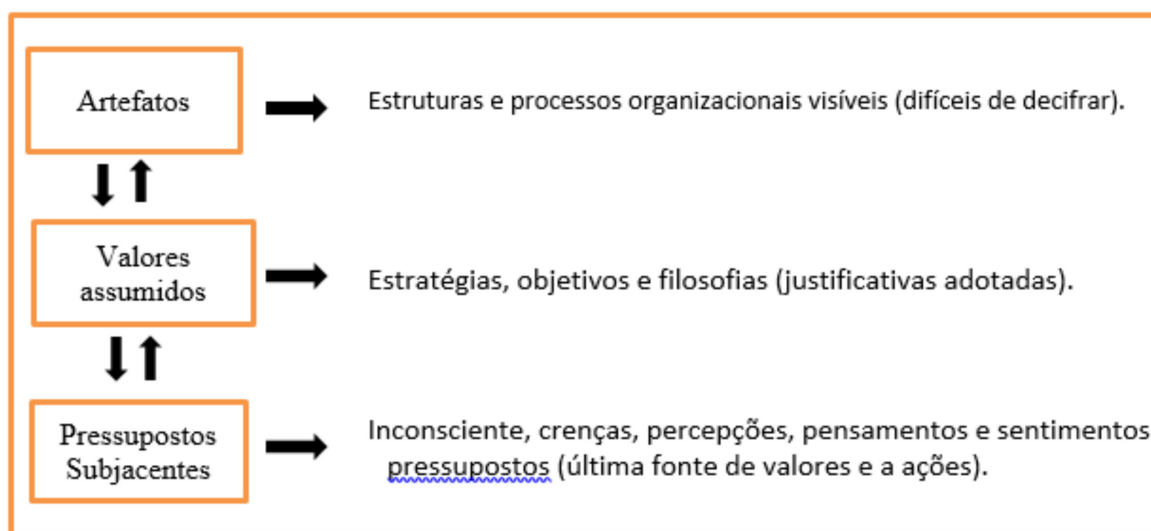 Artefatos
Estruturas e processos organizacionais visíveis (difíceis de decifrar).
Valores
assumidos
Estratégias, objetivos e filosofias (justificativas adotadas).
Pressupostos
Subjacentes
Inconsciente, crenças, percepções, pensamentos e sentimentos
pressupostos (última fonte de valores e a ações).